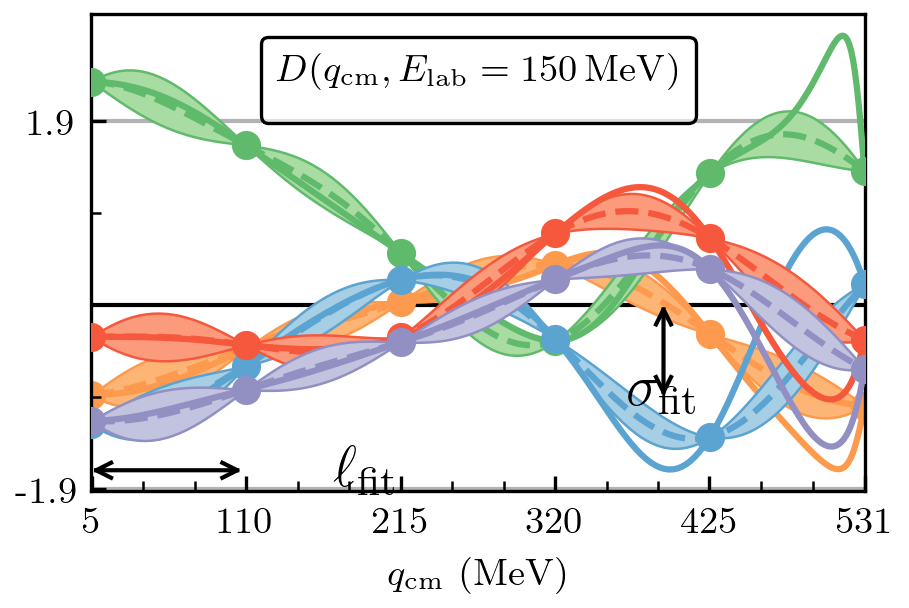 D(q_cm, E_lab = 150 MeV)
1.9
σ_fit
ℓ_fit
-1.9
5 110 215 320 425 531
q_cm (MeV)